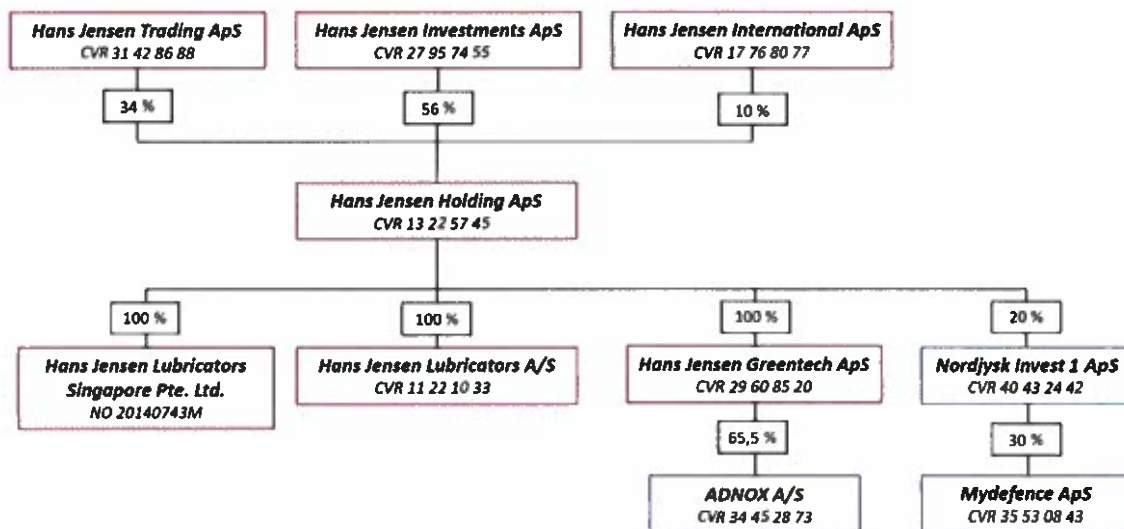 Hans Jensen Trading ApS
CVR 31 42 86 88
Hans Jensen Investments ApS
CVR 27 95 74 55
Hans Jensen International ApS
CVR 17 76 80 77
34 %
56 %
10 %
Hans Jensen Holding ApS
CVR 13 22 57 45
100 %
100 %
100 %
20 %
Hans Jensen Lubricators
Singapore Pte. Ltd.
NO 20140743M
Hans Jensen Lubricators A/S
CVR 11 22 10 33
Hans Jensen Greentech ApS
CVR 29 60 85 20
Nordjysk Invest 1 ApS
CVR 40 43 24 42
65,5 %
30 %
ADNOX A/S
CVR 34 45 28 73
Mydefence ApS
CVR 35 53 08 43